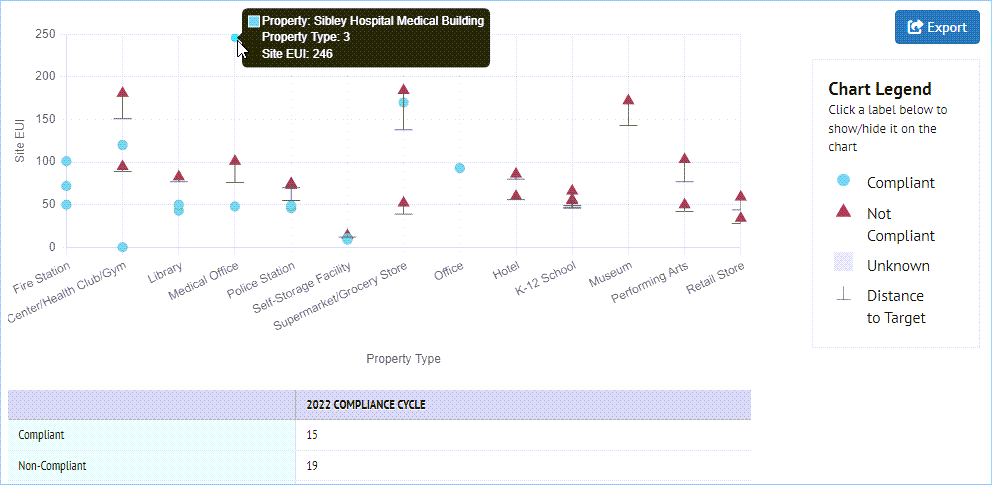 Property: Sibley Hospital Medical Building
Property Type: 3
Site EUI: 246
Export
250
200
150
100
50
0
Site EUI
Fire Station
Center/Health Club/Gym
Library
Medical Office
Police Station
Self-Storage Facility
Supermarket/Grocery Store
Office
Hotel
K-12 School
Museum
Performing Arts
Retail Store
Property Type
Chart Legend
Click a label below to
show/hide it on the
chart
Compliant
Not
Compliant
Unknown
Distance
to Target
2022 COMPLIANCE CYCLE
Compliant 15
Non-Compliant 19